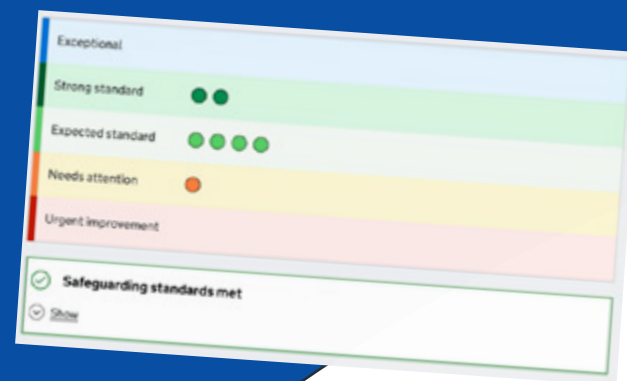 Exceptional
Strong standard
Expected standard
Needs attention
Urgent improvement
Safeguarding standards met
Show